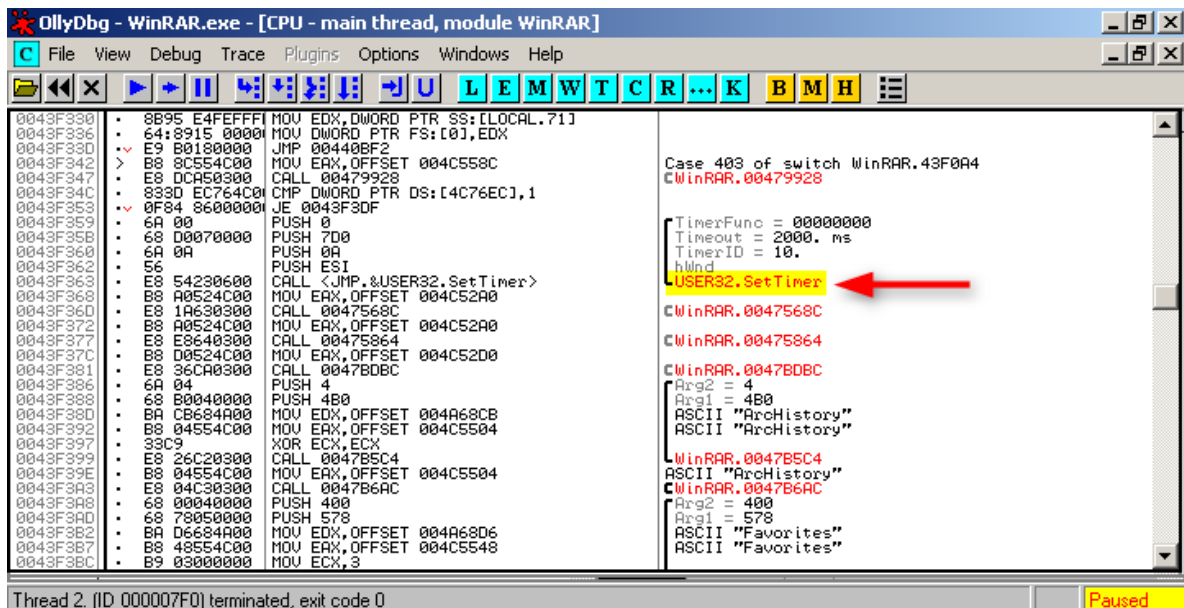 OllyDbg - WinRAR.exe - [CPU - main thread, module WinRAR]
C File View Debug Trace Plugins Options Windows Help
L E M W T C R ... K B M H
0043F330 8B95 E4FEFFF MOV EDX,DWORD PTR SS:[LOCAL.71]
0043F336 64:8915 0000 MOV DWORD PTR FS:[0],EDX
0043F33D E9 B0180000 JMP 00440BF2
0043F342 > B8 8C554C00 MOV EAX,OFFSET 004C558C Case 403 of switch WinRAR.43F0A4
0043F347 E8 DCA50300 CALL 00479928 WinRAR.00479928
0043F34C 833D EC764C0 CMP DWORD PTR DS:[4C76EC],1
0043F353 0F84 8600000 JE 0043F3DF
0043F359 6A 00 PUSH 0 TimerFunc = 00000000
0043F35B 68 D0070000 PUSH 7D0 Timeout = 2000. ms
0043F360 6A 0A PUSH 0A TimerID = 10.
0043F362 56 PUSH ESI hWnd
0043F363 E8 54230600 CALL <JMP.&USER32.SetTimer> USER32.SetTimer
0043F368 B8 A0524C00 MOV EAX,OFFSET 004C52A0
0043F36D E8 1A630300 CALL 0047568C WinRAR.0047568C
0043F372 B8 A0524C00 MOV EAX,OFFSET 004C52A0
0043F377 E8 E8640300 CALL 00475864 WinRAR.00475864
0043F37C B8 D0524C00 MOV EAX,OFFSET 004C52D0
0043F381 E8 36CA0300 CALL 0047BDBC WinRAR.0047BDBC
0043F386 6A 04 PUSH 4 Arg2 = 4
0043F388 68 B0040000 PUSH 4B0 Arg1 = 4B0
0043F38D BA CB684A00 MOV EDX,OFFSET 004A68CB ASCII "ArcHistory"
0043F392 B8 04554C00 MOV EAX,OFFSET 004C5504 ASCII "ArcHistory"
0043F397 33C9 XOR ECX,ECX
0043F399 E8 26C20300 CALL 0047B5C4 WinRAR.0047B5C4
0043F39E B8 04554C00 MOV EAX,OFFSET 004C5504 ASCII "ArcHistory"
0043F3A3 E8 04C30300 CALL 0047B6AC WinRAR.0047B6AC
0043F3A8 68 00040000 PUSH 400 Arg2 = 400
0043F3AD 68 78050000 PUSH 578 Arg1 = 578
0043F3B2 BA D6684A00 MOV EDX,OFFSET 004A68D6 ASCII "Favorites"
0043F3B7 B8 48554C00 MOV EAX,OFFSET 004C5548 ASCII "Favorites"
0043F3BC B9 03000000 MOV ECX,3
Thread 2. (ID 000007F0) terminated, exit code 0 Paused